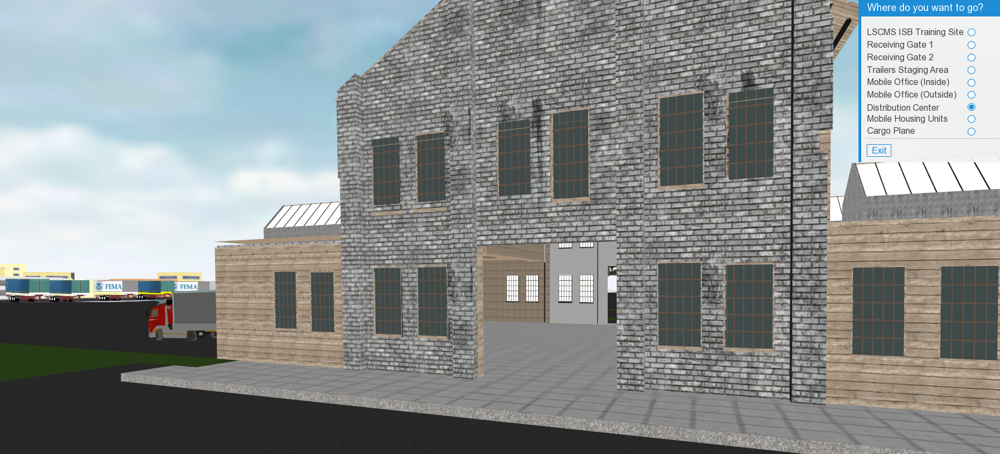 Where do you want to go?
LSCMS ISB Training Site
Receiving Gate 1
Receiving Gate 2
Trailers Staging Area
Mobile Office (Inside)
Mobile Office (Outside)
Distribution Center
Mobile Housing Units
Cargo Plane
Exit
FEMA
FEMA